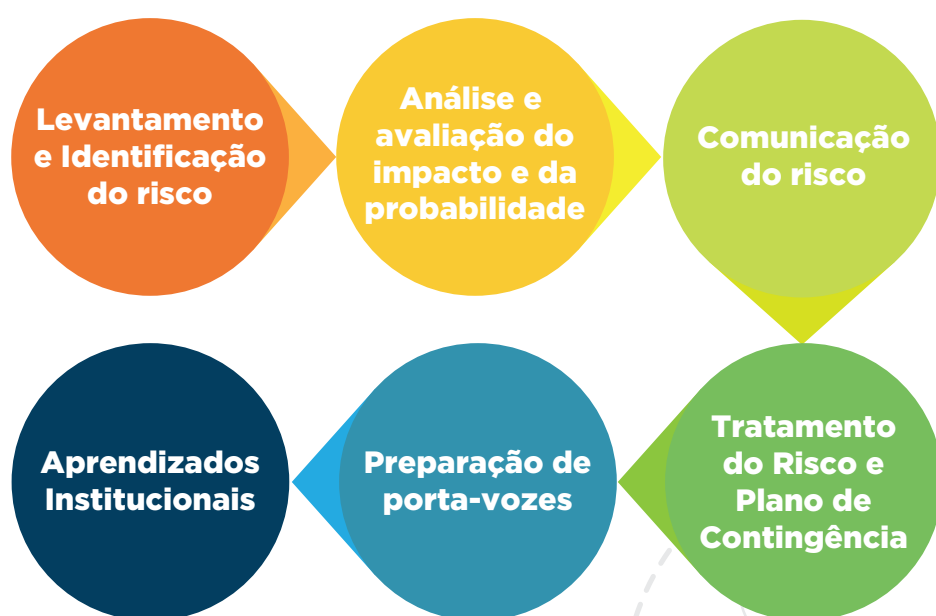 Levantamento
e Identificação
do risco
Análise e
avaliação do
impacto e da
probabilidade
Comunicação
do risco
Tratamento
do Risco e
Plano de
Contingência
Preparação de
porta-vozes
Aprendizados
Institucionais